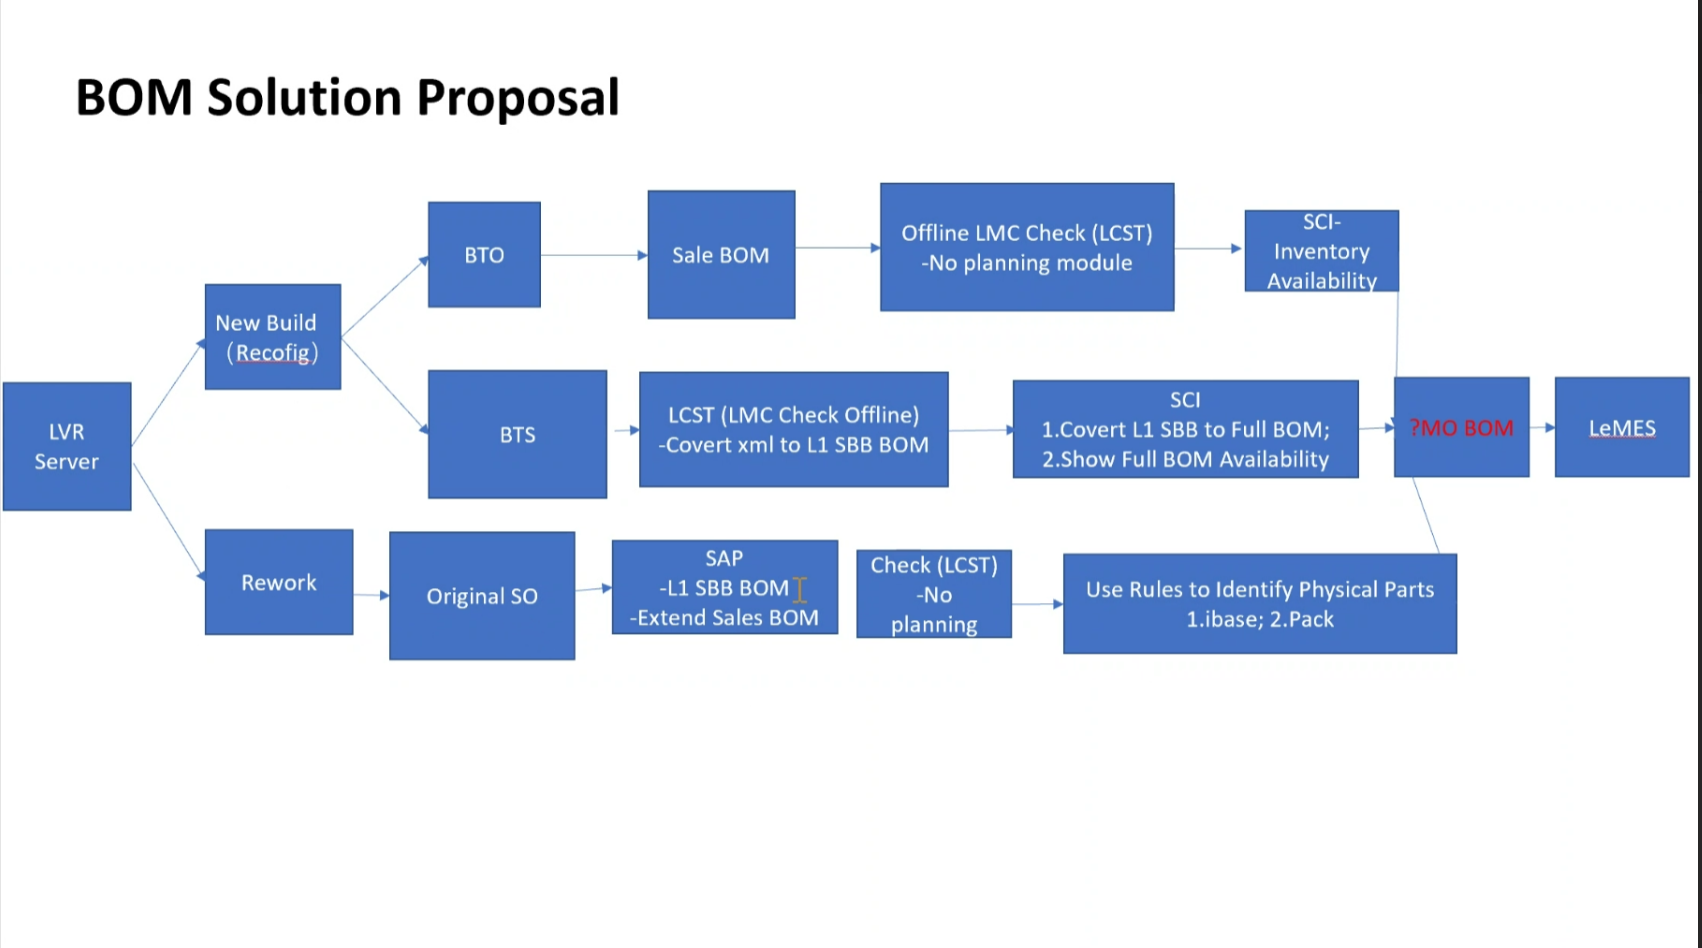 BOM Solution Proposal
BTO
Sale BOM
Offline LMC Check (LCST)
-No planning module
SCI-
Inventory
Availability
New Build
（Recofig）
LVR
Server
BTS
LCST (LMC Check Offline)
-Covert xml to L1 SBB BOM
SCI
1.Covert L1 SBB to Full BOM;
2.Show Full BOM Availability
?MO BOM
LeMES
Rework
Original SO
SAP
-L1 SBB BOM
-Extend Sales BOM
Check (LCST)
-No
planning
Use Rules to Identify Physical Parts
1.ibase; 2.Pack